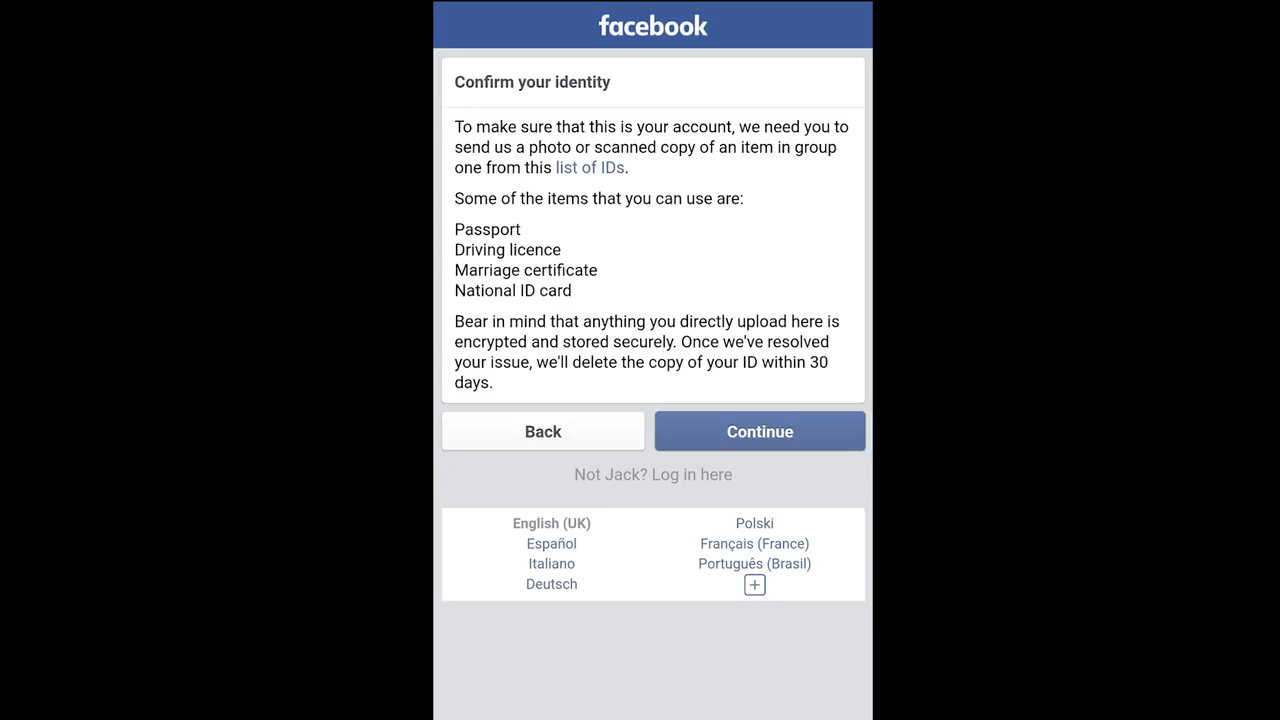 facebook
Confirm your identity
To make sure that this is your account, we need you to
send us a photo or scanned copy of an item in group
one from this list of IDs.
Some of the items that you can use are:
Passport
Driving licence
Marriage certificate
National ID card
Bear in mind that anything you directly upload here is
encrypted and stored securely. Once we've resolved
your issue, we'll delete the copy of your ID within 30
days.
Back
Continue
Not Jack? Log in here
English (UK)
Polski
Español
Français (France)
Italiano
Português (Brasil)
Deutsch
+